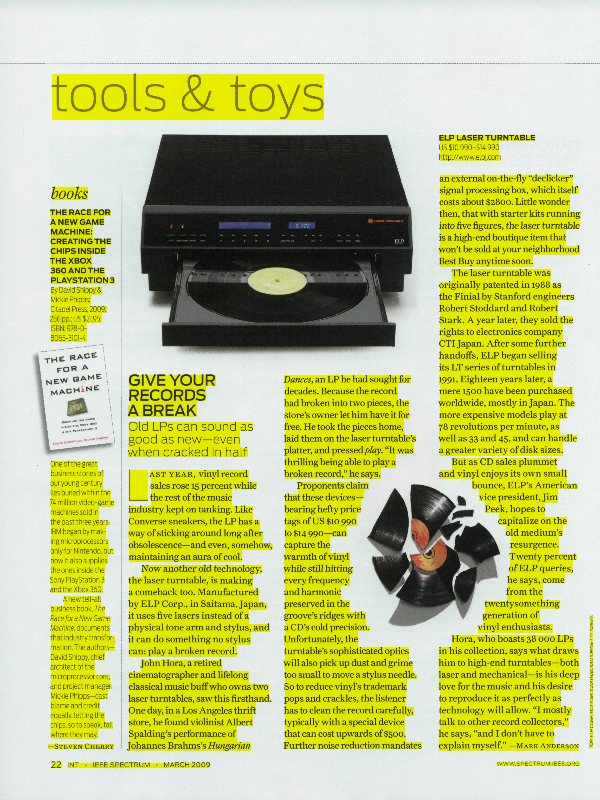 tools & toys
books
THE RACE FOR
A NEW GAME
MACHINE:
CREATING THE
CHIPS INSIDE
THE XBOX
360 AND THE
PLAYSTATION 3
By David Shippy &
Mickie Phipps;
Citadel Press, 2009;
256 pp.; US $21.95;
ISBN: 978-0-
8065-3101-4
THE RACE
FOR A
NEW GAME
MACHINE
One of the great
business stories of
our young century
lies buried within the
74 million video-game
machines sold in
the past three years.
IBM began by mak-
ing microprocessors
only for Nintendo, but
now it also supplies
the ones inside the
Sony PlayStation 3
and the Xbox 360.
A new tell-all
business book, The
Race for a New Game
Machine, documents
that industry transfor-
mation. The authors—
David Shippy, chief
architect of the
microprocessor core,
and project manager
Mickie Phipps—cast
blame and credit
equally, letting the
chips, so to speak, fall
where they may.
—STEVEN CHERRY
ELP
GIVE YOUR
RECORDS
A BREAK
Old LPs can sound as
good as new—even
when cracked in half
LAST YEAR, vinyl record
sales rose 15 percent while
the rest of the music
industry kept on tanking. Like
Converse sneakers, the LP has a
way of sticking around long after
obsolescence—and even, somehow,
maintaining an aura of cool.
Now another old technology,
the laser turntable, is making
a comeback too. Manufactured
by ELP Corp., in Saitama, Japan,
it uses five lasers instead of a
physical tone arm and stylus, and
it can do something no stylus
can: play a broken record.
John Hora, a retired
cinematographer and lifelong
classical music buff who owns two
laser turntables, saw this firsthand.
One day, in a Los Angeles thrift
store, he found violinist Albert
Spalding's performance of
Johannes Brahms's Hungarian
Dances, an LP he had sought for
decades. Because the record
had broken into two pieces, the
store's owner let him have it for
free. He took the pieces home,
laid them on the laser turntable's
platter, and pressed play. "It was
thrilling being able to play a
broken record," he says.
Proponents claim
that these devices—
bearing hefty price
tags of US $10 990
to $14 990—can
capture the
warmth of vinyl
while still hitting
every frequency
and harmonic
preserved in the
groove's ridges with
a CD's cold precision.
Unfortunately, the
turntable's sophisticated optics
will also pick up dust and grime
too small to move a stylus needle.
So to reduce vinyl's trademark
pops and crackles, the listener
has to clean the record carefully,
typically with a special device
that can cost upwards of $500.
Further noise reduction mandates
ELP LASER TURNTABLE
US $10 990–$14 990
http://www.elpj.com
an external on-the-fly "declicker"
signal processing box, which itself
costs about $2800. Little wonder
then, that with starter kits running
into five figures, the laser turntable
is a high-end boutique item that
won't be sold at your neighborhood
Best Buy anytime soon.
The laser turntable was
originally patented in 1988 as
the Finial by Stanford engineers
Robert Stoddard and Robert
Stark. A year later, they sold the
rights to electronics company
CTI Japan. After some further
handoffs, ELP began selling
its LT series of turntables in
1991. Eighteen years later, a
mere 1500 have been purchased
worldwide, mostly in Japan. The
more expensive models play at
78 revolutions per minute, as
well as 33 and 45, and can handle
a greater variety of disk sizes.
But as CD sales plummet
and vinyl enjoys its own small
bounce, ELP's American
vice president, Jim
Peek, hopes to
capitalize on the
old medium's
resurgence.
Twenty percent
of ELP queries,
he says, come
from the
twentysomething
generation of
vinyl enthusiasts.
Hora, who boasts 38 000 LPs
in his collection, says what draws
him to high-end turntables—both
laser and mechanical—is his deep
love for the music and his desire
to reproduce it as perfectly as
technology will allow. "I mostly
talk to other record collectors,"
he says, "and I don't have to
explain myself." —MARK ANDERSON
22 INT • IEEE SPECTRUM • MARCH 2009
WWW.SPECTRUM.IEEE.ORG